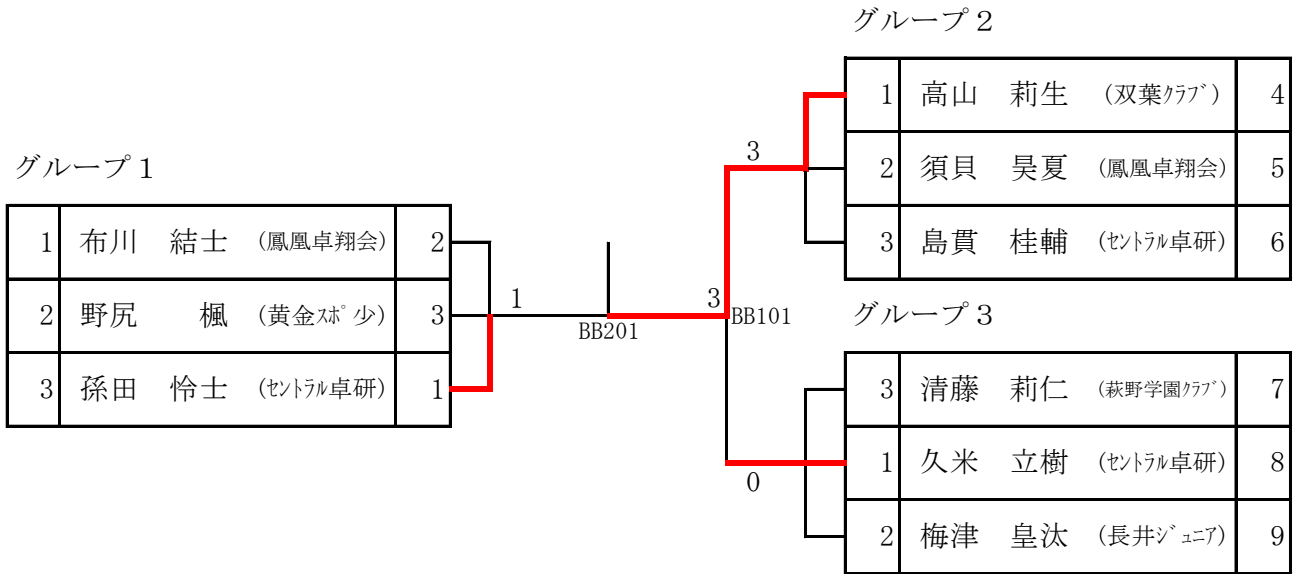 グループ１
1 布川 結士 (鳳凰卓翔会) 2
2 野尻 楓 (黄金ｽﾎﾟ少) 3
3 孫田 怜士 (ｾﾝﾄﾗﾙ卓研) 1
1
BB201
3
BB101
3
0
グループ２
1 高山 莉生 (双葉ｸﾗﾌﾞ) 4
2 須貝 昊夏 (鳳凰卓翔会) 5
3 島貫 桂輔 (ｾﾝﾄﾗﾙ卓研) 6
グループ３
3 清藤 莉仁 (萩野学園ｸﾗﾌﾞ) 7
1 久米 立樹 (ｾﾝﾄﾗﾙ卓研) 8
2 梅津 皇汰 (長井ｼﾞｭﾆｱ) 9